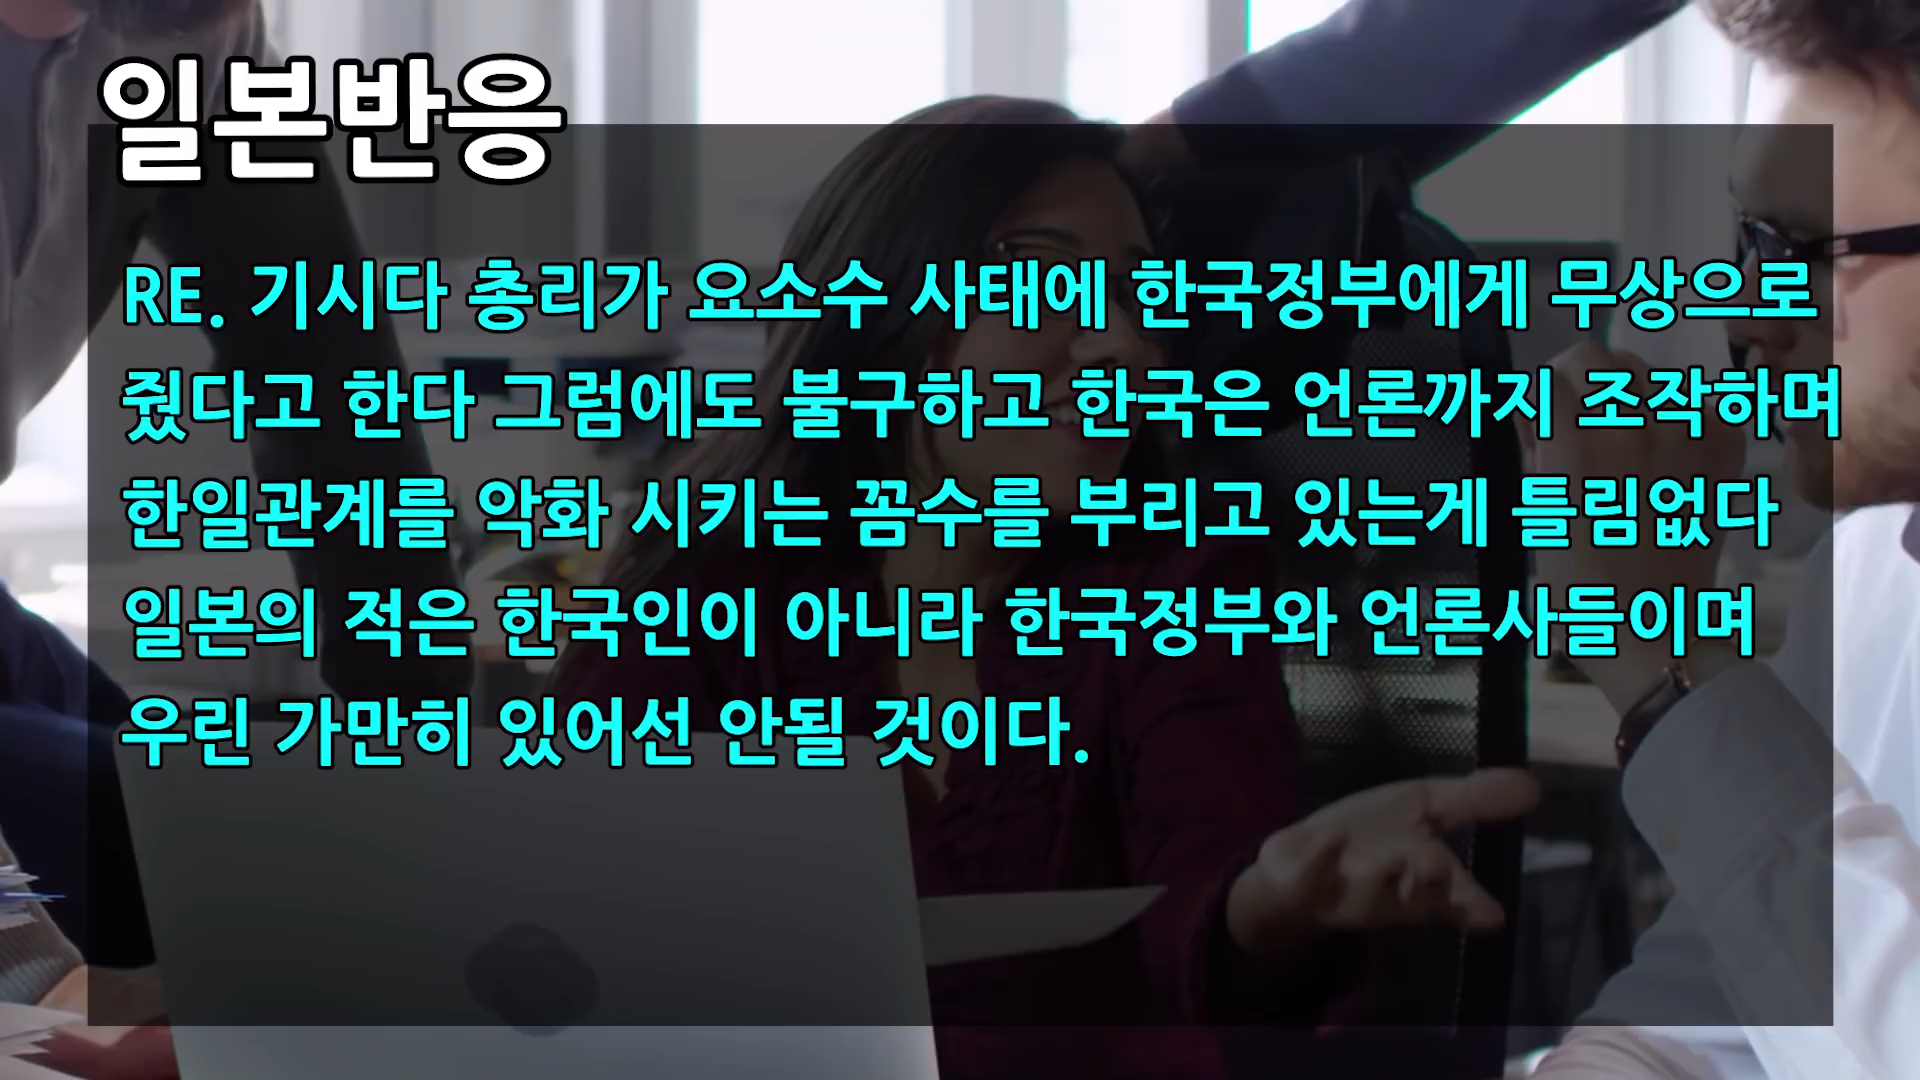 일본반응
RE. 기시다 총리가 요소수 사태에 한국정부에게 무상으로
줬다고 한다 그럼에도 불구하고 한국은 언론까지 조작하며
한일관계를 악화 시키는 꼼수를 부리고 있는게 틀림없다
일본의 적은 한국인이 아니라 한국정부와 언론사들이며
우린 가만히 있어선 안될 것이다.